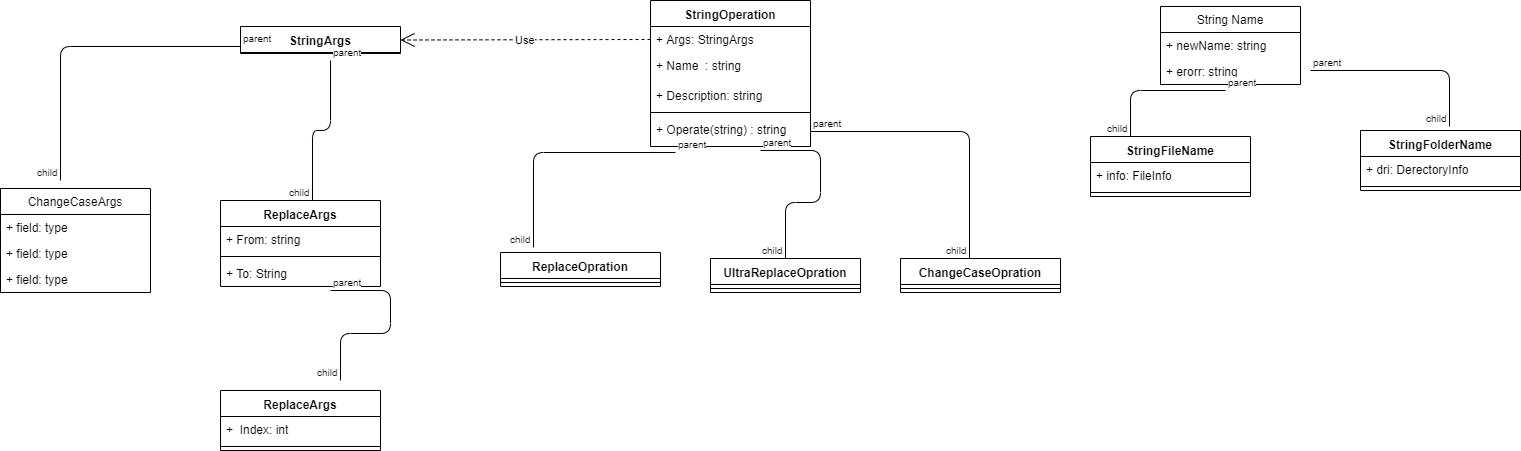 StringArgs
parent
parent
child
ChangeCaseArgs
+ field: type
+ field: type
+ field: type
child
ReplaceArgs
+ From: string
+ To: String
parent
child
ReplaceArgs
+ Index: int
Use
StringOperation
+ Args: StringArgs
+ Name : string
+ Description: string
+ Operate(string) : string
parent
parent
parent
child
ReplaceOpration
child
UltraReplaceOpration
child
ChangeCaseOpration
String Name
+ newName: string
+ erorr: string
parent
parent
child
StringFileName
+ info: FileInfo
child
StringFolderName
+ dri: DerectoryInfo